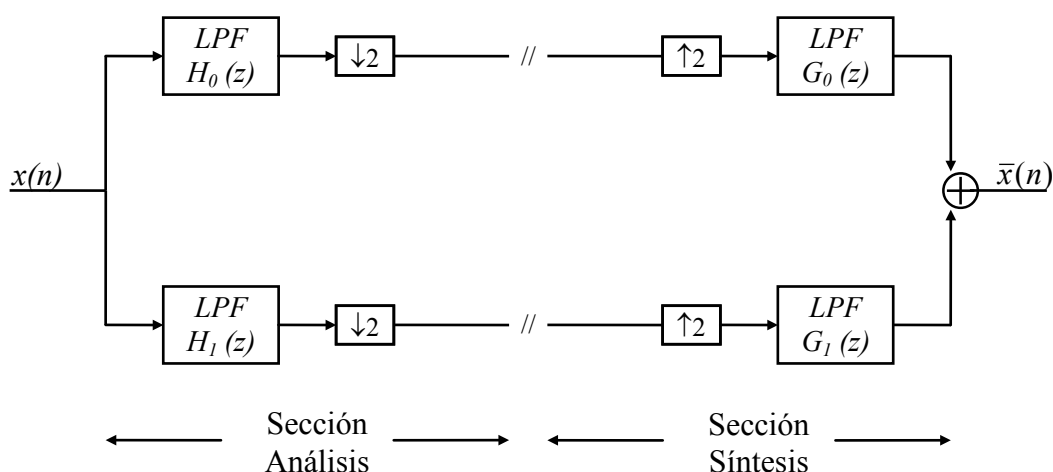 LPF
H₀ (z)
↓2
//
↑2
LPF
G₀ (z)
x(n)
x̅(n)
LPF
H₁ (z)
↓2
//
↑2
LPF
G₁ (z)
Sección
Análisis
Sección
Síntesis